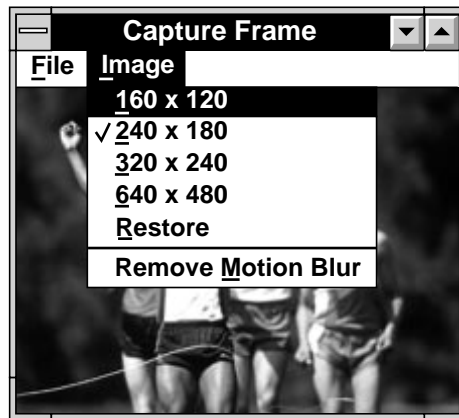 Capture Frame
File Image
160 x 120
✓ 240 x 180
320 x 240
640 x 480
Restore
Remove Motion Blur